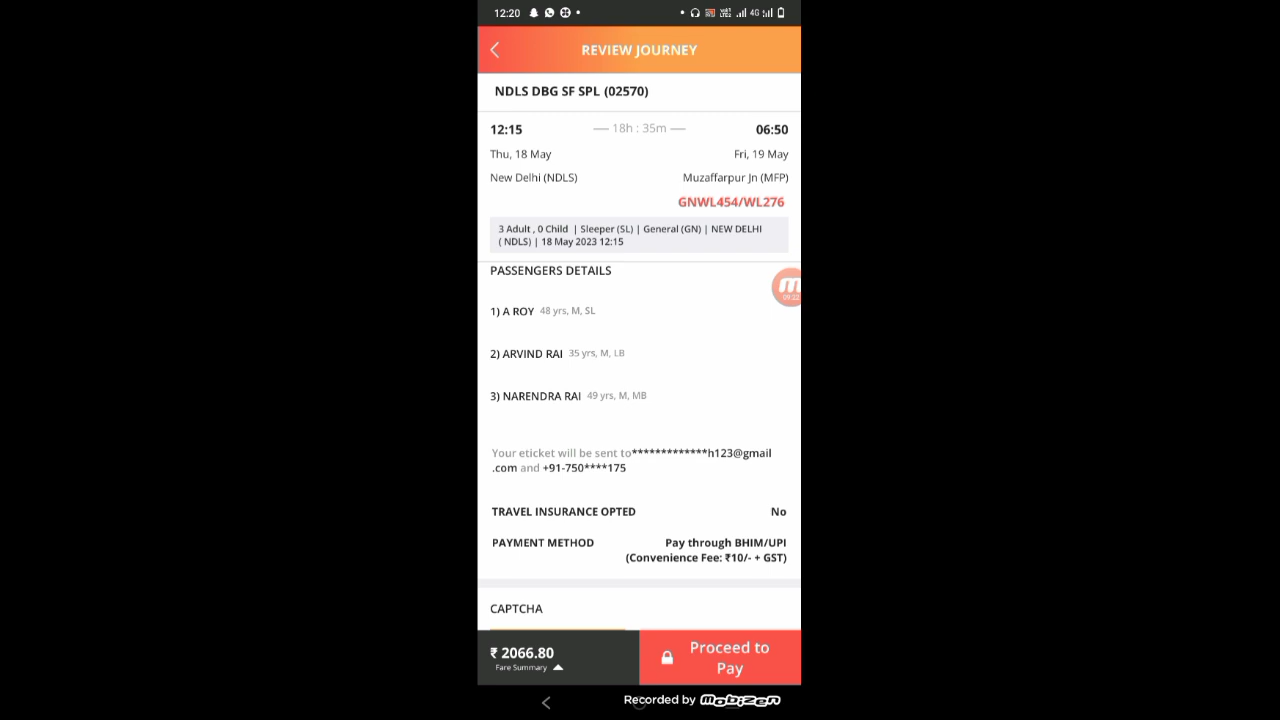 12:20
4G
REVIEW JOURNEY
NDLS DBG SF SPL (02570)
12:15 — 18h : 35m — 06:50
Thu, 18 May Fri, 19 May
New Delhi (NDLS) Muzaffarpur Jn (MFP)
GNWL454/WL276
3 Adult , 0 Child | Sleeper (SL) | General (GN) | NEW DELHI
( NDLS) | 18 May 2023 12:15
PASSENGERS DETAILS
1) A ROY 48 yrs, M, SL
2) ARVIND RAI 35 yrs, M, LB
3) NARENDRA RAI 49 yrs, M, MB
Your eticket will be sent to*************h123@gmail
.com and +91-750****175
TRAVEL INSURANCE OPTED No
PAYMENT METHOD Pay through BHIM/UPI
(Convenience Fee: ₹10/- + GST)
CAPTCHA
₹ 2066.80
Fare Summary
Proceed to
Pay
Recorded by mobizen